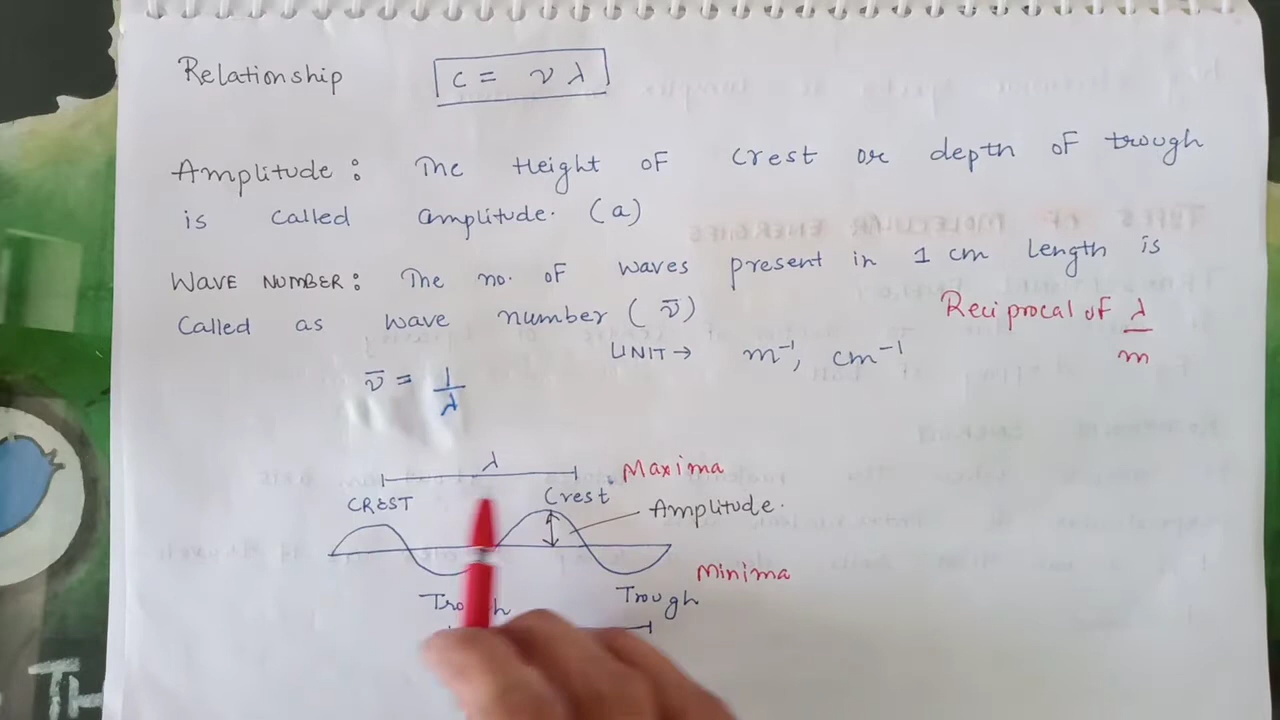 Relationship c = ν λ
Amplitude: The Height of crest or depth of trough
is called amplitude. (a)
WAVE NUMBER: The no. of waves present in 1 cm length is
called as wave number (ν̄) Reciprocal of λ
UNIT → m⁻¹, cm⁻¹ m
ν̄ = 1/λ
λ
Maxima
CREST Crest
Amplitude.
Minima
Trough
TH